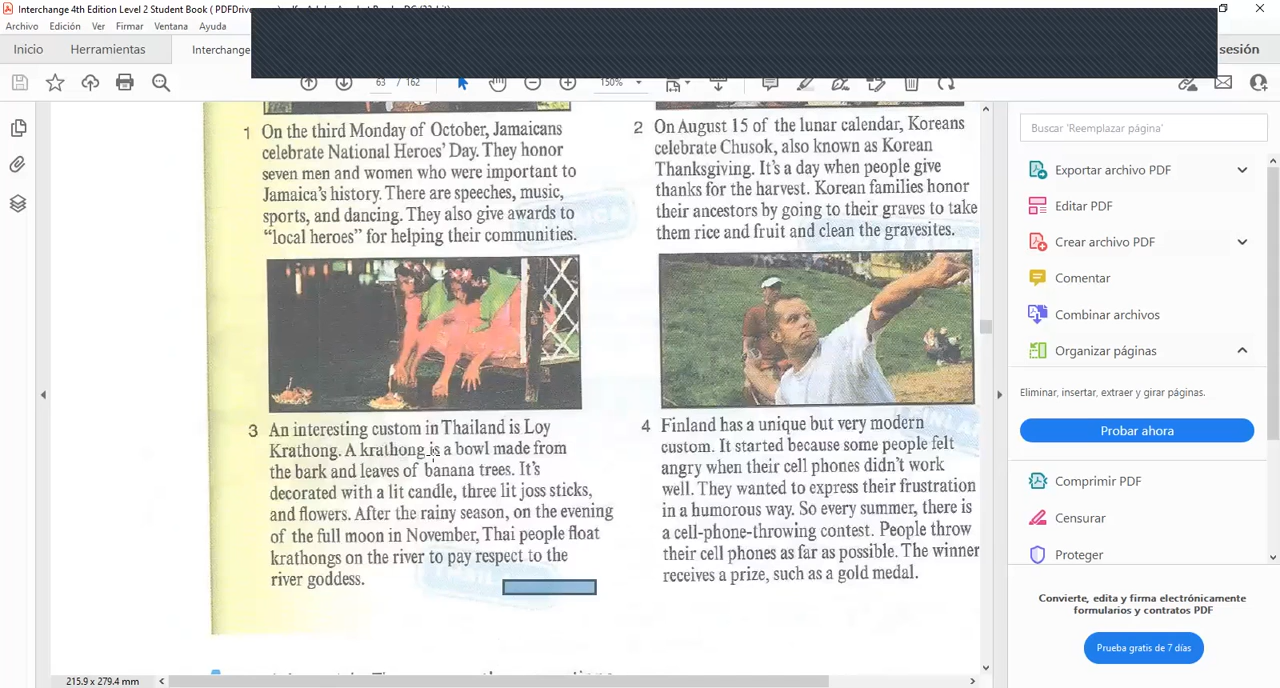 Interchange 4th Edition Level 2 Student Book ( PDFDrive
Archivo Edición Ver Firmar Ventana Ayuda
Inicio Herramientas Interchange sesión
63 / 162 150%
1 On the third Monday of October, Jamaicans
celebrate National Heroes' Day. They honor
seven men and women who were important to
Jamaica's history. There are speeches, music,
sports, and dancing. They also give awards to
“local heroes” for helping their communities.
2 On August 15 of the lunar calendar, Koreans
celebrate Chusok, also known as Korean
Thanksgiving. It's a day when people give
thanks for the harvest. Korean families honor
their ancestors by going to their graves to take
them rice and fruit and clean the gravesites.
3 An interesting custom in Thailand is Loy
Krathong. A krathong is a bowl made from
the bark and leaves of banana trees. It's
decorated with a lit candle, three lit joss sticks,
and flowers. After the rainy season, on the evening
of the full moon in November, Thai people float
krathongs on the river to pay respect to the
river goddess.
4 Finland has a unique but very modern
custom. It started because some people felt
angry when their cell phones didn't work
well. They wanted to express their frustration
in a humorous way. So every summer, there is
a cell-phone-throwing contest. People throw
their cell phones as far as possible. The winner
receives a prize, such as a gold medal.
215.9 x 279.4 mm
Buscar 'Reemplazar página'
Exportar archivo PDF
Editar PDF
Crear archivo PDF
Comentar
Combinar archivos
Organizar páginas
Eliminar, insertar, extraer y girar páginas.
Probar ahora
Comprimir PDF
Censurar
Proteger
Convierte, edita y firma electrónicamente
formularios y contratos PDF
Prueba gratis de 7 días